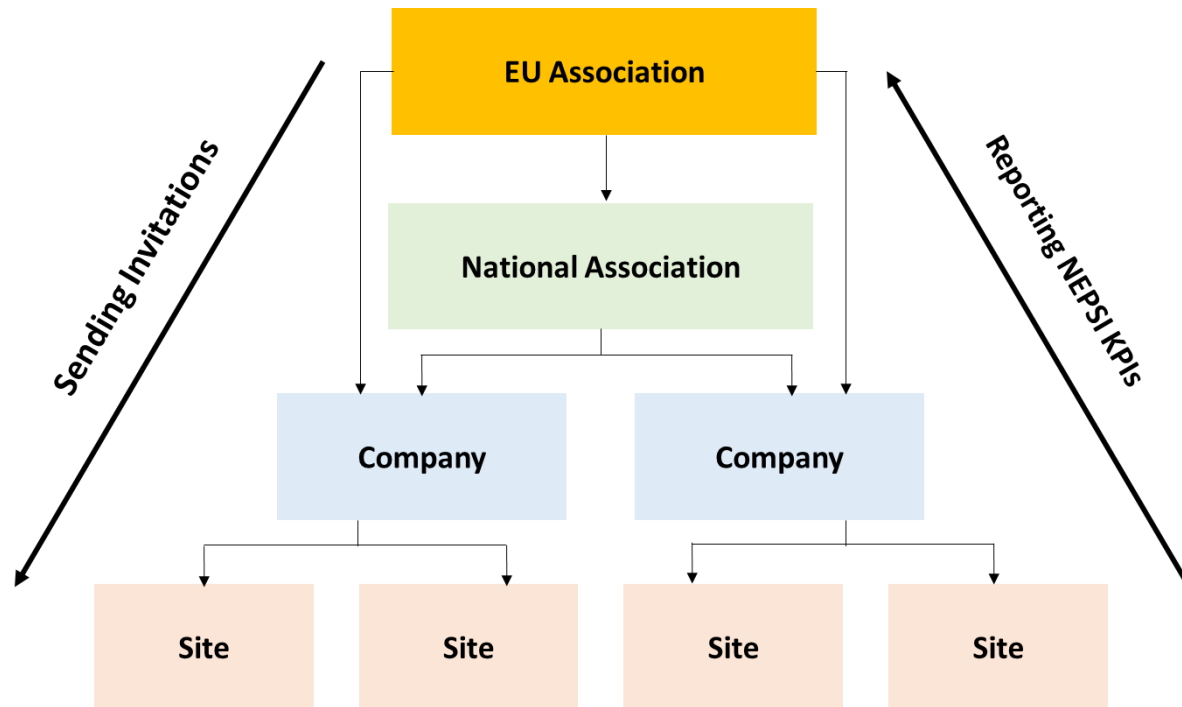 EU Association
Sending Invitations
Reporting NEPSI KPIs
National Association
Company
Company
Site
Site
Site
Site